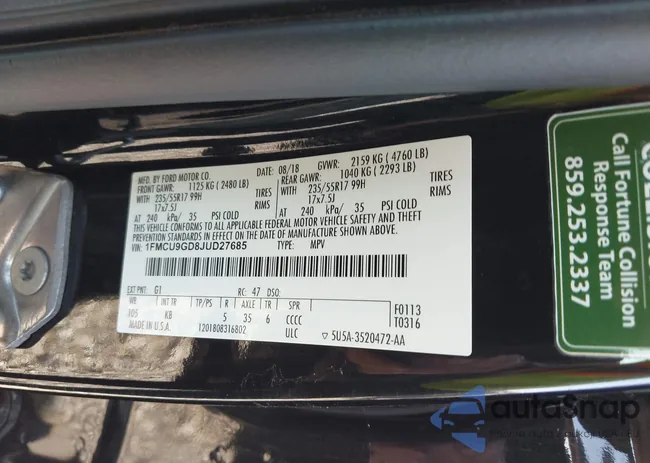 MFD. BY FORD MOTOR CO.
DATE: 08/18 GVWR: 2159 KG ( 4760 LB)
FRONT GAWR: 1125 KG ( 2480 LB)
REAR GAWR: 1040 KG ( 2293 LB)
235/55R17 99H TIRES 235/55R17 99H TIRES
17x7.5J RIMS 17x7.5J RIMS
AT 240 kPa/ 35 PSI COLD AT 240 kPa/ 35 PSI COLD
THIS VEHICLE CONFORMS TO ALL APPLICABLE FEDERAL MOTOR VEHICLE SAFETY, BUMPER, AND THEFT
PREVENTION STANDARDS IN EFFECT ON THE DATE OF MANUFACTURE SHOWN ABOVE.
VIN: 1FMCU9GD8JUD27685 TYPE: MPV
EXT PNT: G1 RC: 47 DSO:
WB INT TR TP/PS R AXLE TR SPR
105 KB 5 35 6 CCCC
F0113
T0316
MADE IN U.S.A. 1201808316802 ULC 5U5A-3520472-AA
Call Fortune Collision
Response Team
859.253.2337
autoSnap